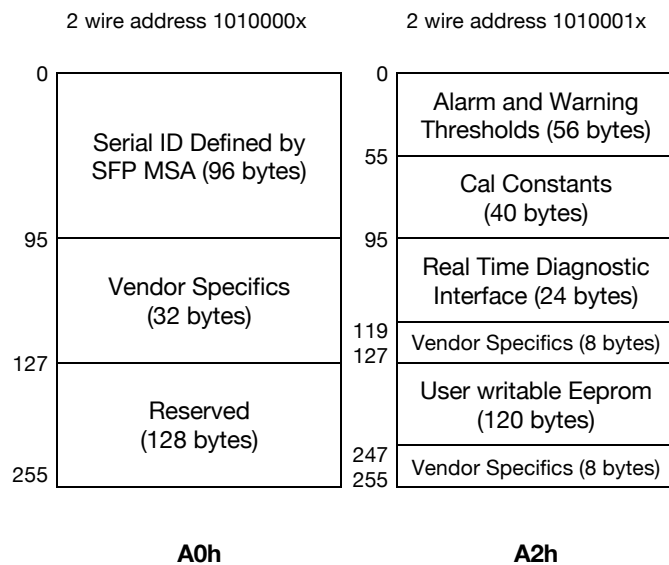 2 wire address 1010000x
0
Serial ID Defined by
SFP MSA (96 bytes)
95
Vendor Specifics
(32 bytes)
127
Reserved
(128 bytes)
255
A0h
2 wire address 1010001x
0
Alarm and Warning
Thresholds (56 bytes)
55
Cal Constants
(40 bytes)
95
Real Time Diagnostic
Interface (24 bytes)
119
Vendor Specifics (8 bytes)
127
User writable Eeprom
(120 bytes)
247
Vendor Specifics (8 bytes)
255
A2h